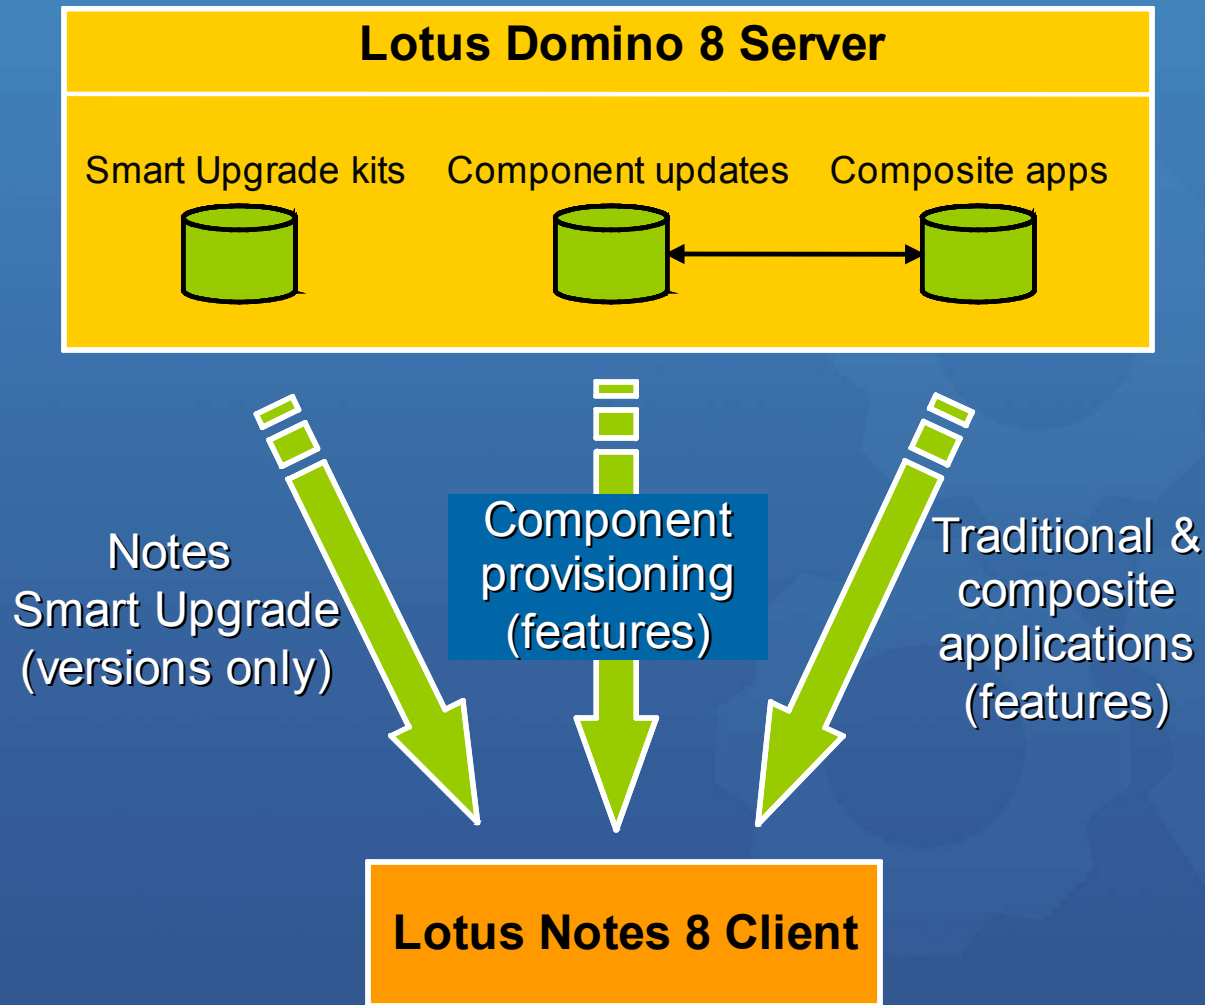 Lotus Domino 8 Server
Smart Upgrade kits
Component updates
Composite apps
Notes
Smart Upgrade
(versions only)
Component
provisioning
(features)
Traditional &
composite
applications
(features)
Lotus Notes 8 Client